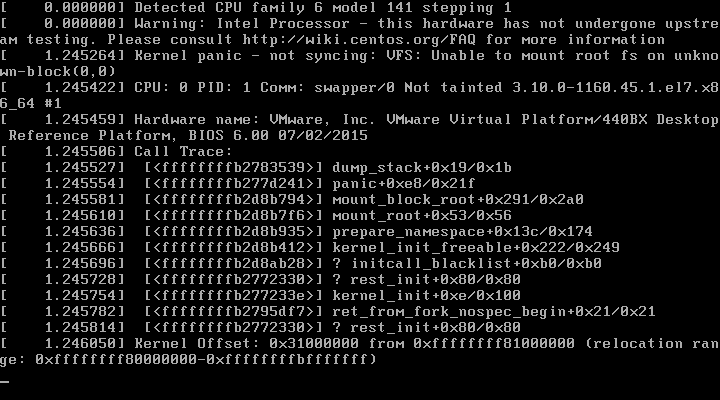 [    0.000000] Detected CPU family 6 model 141 stepping 1
[    0.000000] Warning: Intel Processor - this hardware has not undergone upstre
am testing. Please consult http://wiki.centos.org/FAQ for more information
[    1.245264] Kernel panic - not syncing: VFS: Unable to mount root fs on unkno
wn-block(0,0)
[    1.245422] CPU: 0 PID: 1 Comm: swapper/0 Not tainted 3.10.0-1160.45.1.el7.x8
6_64 #1
[    1.245459] Hardware name: VMware, Inc. VMware Virtual Platform/440BX Desktop
 Reference Platform, BIOS 6.00 07/02/2015
[    1.245506] Call Trace:
[    1.245527]  [<ffffffffb2783539>] dump_stack+0x19/0x1b
[    1.245554]  [<ffffffffb277d241>] panic+0xe8/0x21f
[    1.245581]  [<ffffffffb2d8b794>] mount_block_root+0x291/0x2a0
[    1.245610]  [<ffffffffb2d8b7f6>] mount_root+0x53/0x56
[    1.245636]  [<ffffffffb2d8b935>] prepare_namespace+0x13c/0x174
[    1.245666]  [<ffffffffb2d8b412>] kernel_init_freeable+0x222/0x249
[    1.245696]  [<ffffffffb2d8ab28>] ? initcall_blacklist+0xb0/0xb0
[    1.245728]  [<ffffffffb2772330>] ? rest_init+0x80/0x80
[    1.245754]  [<ffffffffb277233e>] kernel_init+0xe/0x100
[    1.245782]  [<ffffffffb2795df7>] ret_from_fork_nospec_begin+0x21/0x21
[    1.245814]  [<ffffffffb2772330>] ? rest_init+0x80/0x80
[    1.246050] Kernel Offset: 0x31000000 from 0xffffffff81000000 (relocation ran
ge: 0xffffffff80000000-0xffffffffbfffffff)